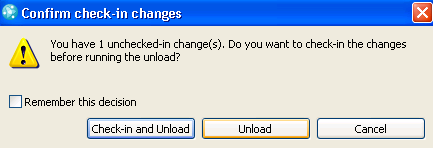 Confirm check-in changes
You have 1 unchecked-in change(s). Do you want to check-in the changes
before running the unload?
Remember this decision
Check-in and Unload
Unload
Cancel